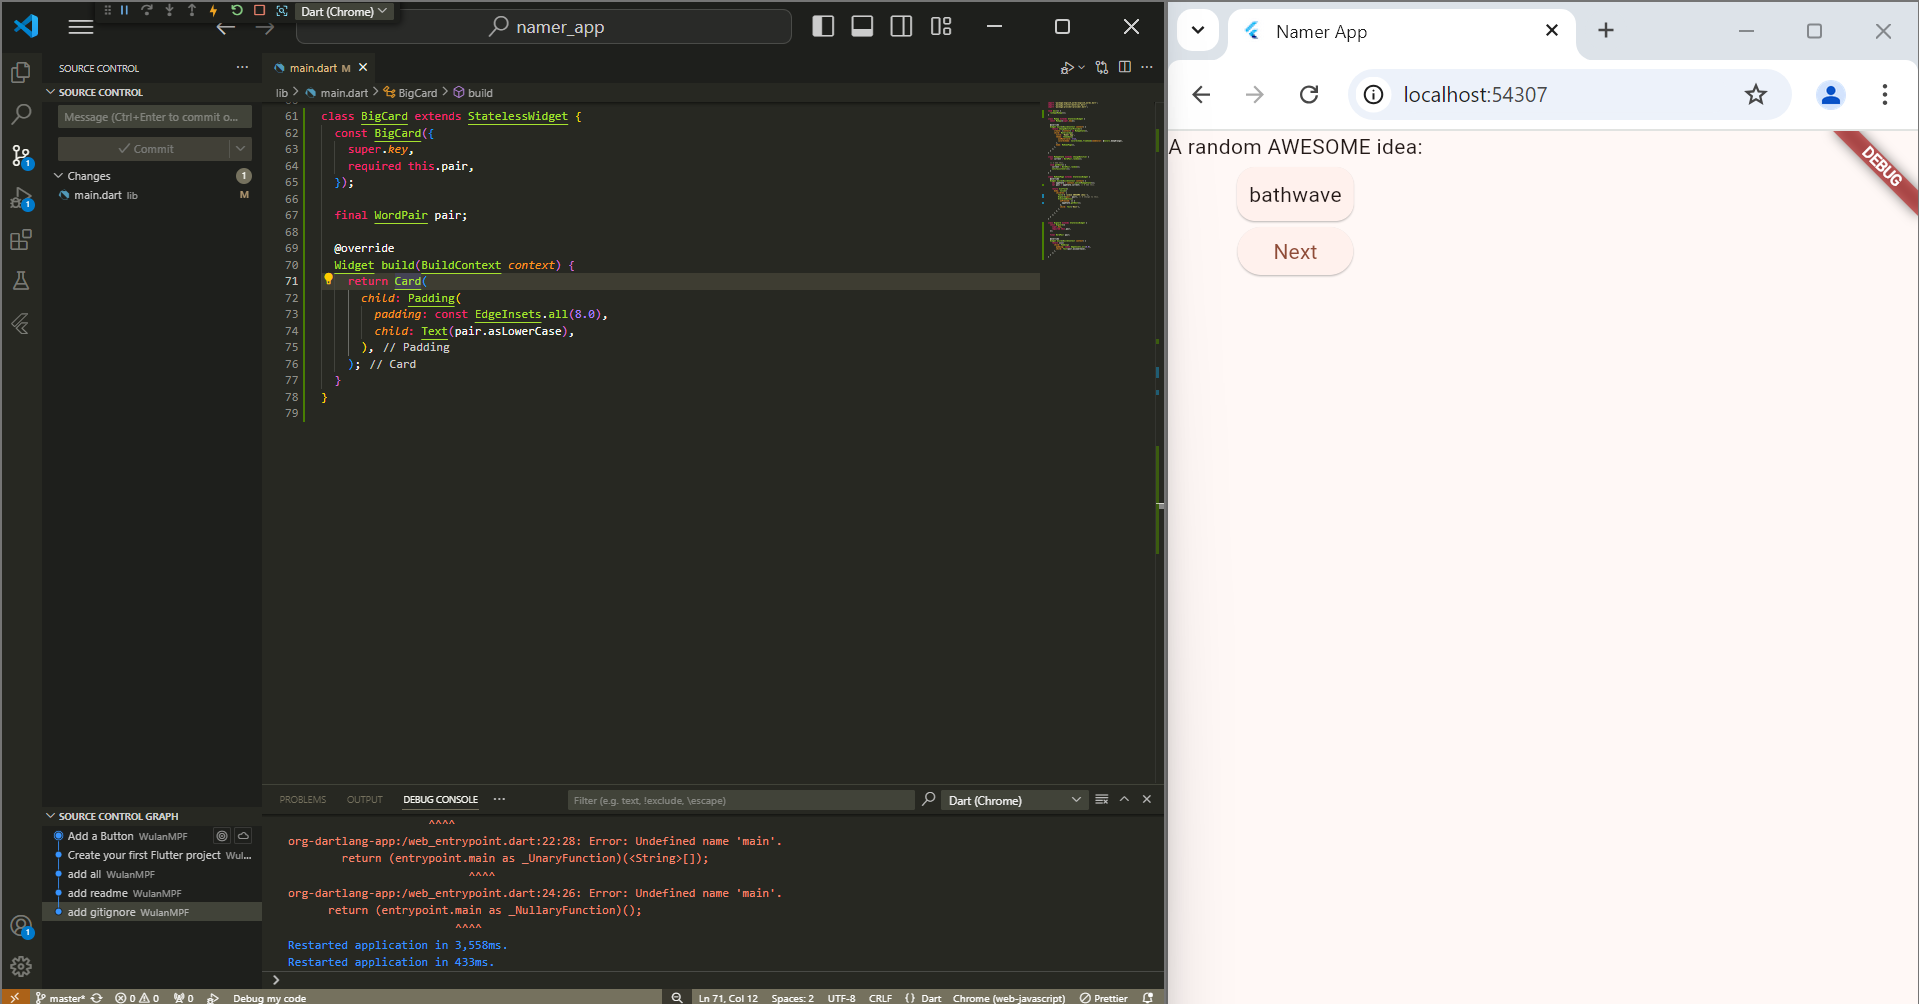 Dart (Chrome)
namer_app
SOURCE CONTROL
SOURCE CONTROL
Message (Ctrl+Enter to commit o...
Commit
Changes
1
main.dart lib
M
1
1
main.dart M
lib > main.dart > BigCard > build
61 class BigCard extends StatelessWidget {
62 const BigCard({
63 super.key,
64 required this.pair,
65 });
66
67 final WordPair pair;
68
69 @override
70 Widget build(BuildContext context) {
71 return Card(
72 child: Padding(
73 padding: const EdgeInsets.all(8.0),
74 child: Text(pair.asLowerCase),
75 ), // Padding
76 ); // Card
77 }
78 }
79
SOURCE CONTROL GRAPH
Add a Button WulanMPF
Create your first Flutter project Wul...
add all WulanMPF
add readme WulanMPF
add gitignore WulanMPF
1
PROBLEMS OUTPUT DEBUG CONSOLE
Filter (e.g. text, !exclude, \escape)
Dart (Chrome)
^^^^
org-dartlang-app:/web_entrypoint.dart:22:28: Error: Undefined name 'main'.
return (entrypoint.main as _UnaryFunction)(<String>[]);
^^^^
org-dartlang-app:/web_entrypoint.dart:24:26: Error: Undefined name 'main'.
return (entrypoint.main as _NullaryFunction)();
^^^^
Restarted application in 3,558ms.
Restarted application in 433ms.
>
master* 0 0 0 Debug my code Ln 71, Col 12 Spaces: 2 UTF-8 CRLF {} Dart Chrome (web-javascript) Prettier
Namer App
localhost:54307
A random AWESOME idea:
bathwave
Next
DEBUG